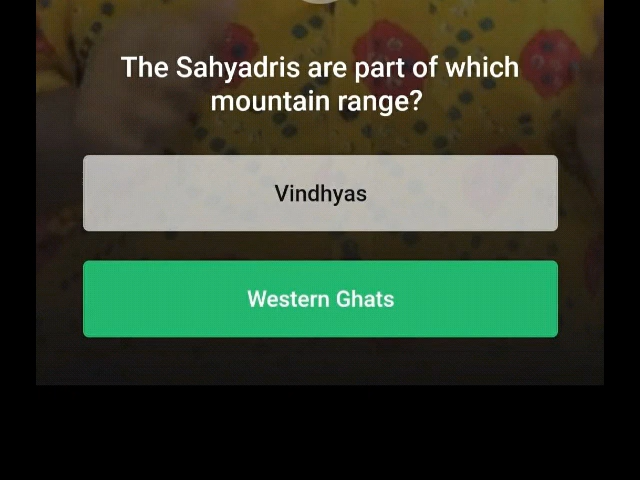 The Sahyadris are part of which
mountain range?
Vindhyas
Western Ghats